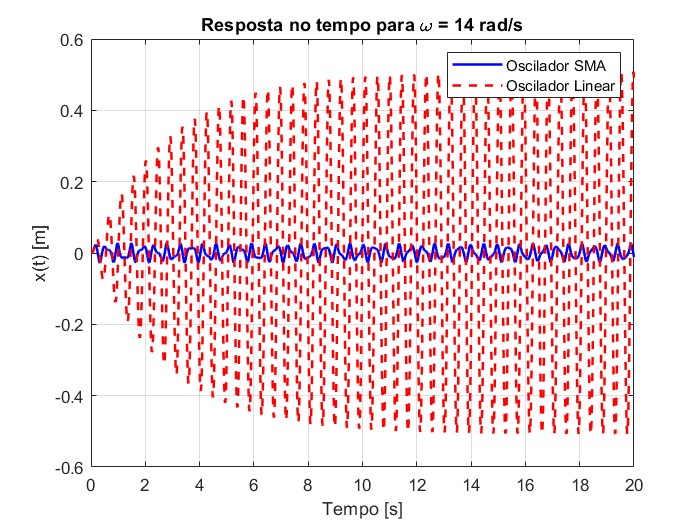 Resposta no tempo para ω = 14 rad/s
Oscilador SMA
Oscilador Linear
0.6
0.4
0.2
0
-0.2
-0.4
-0.6
x(t) [m]
0 2 4 6 8 10 12 14 16 18 20
Tempo [s]